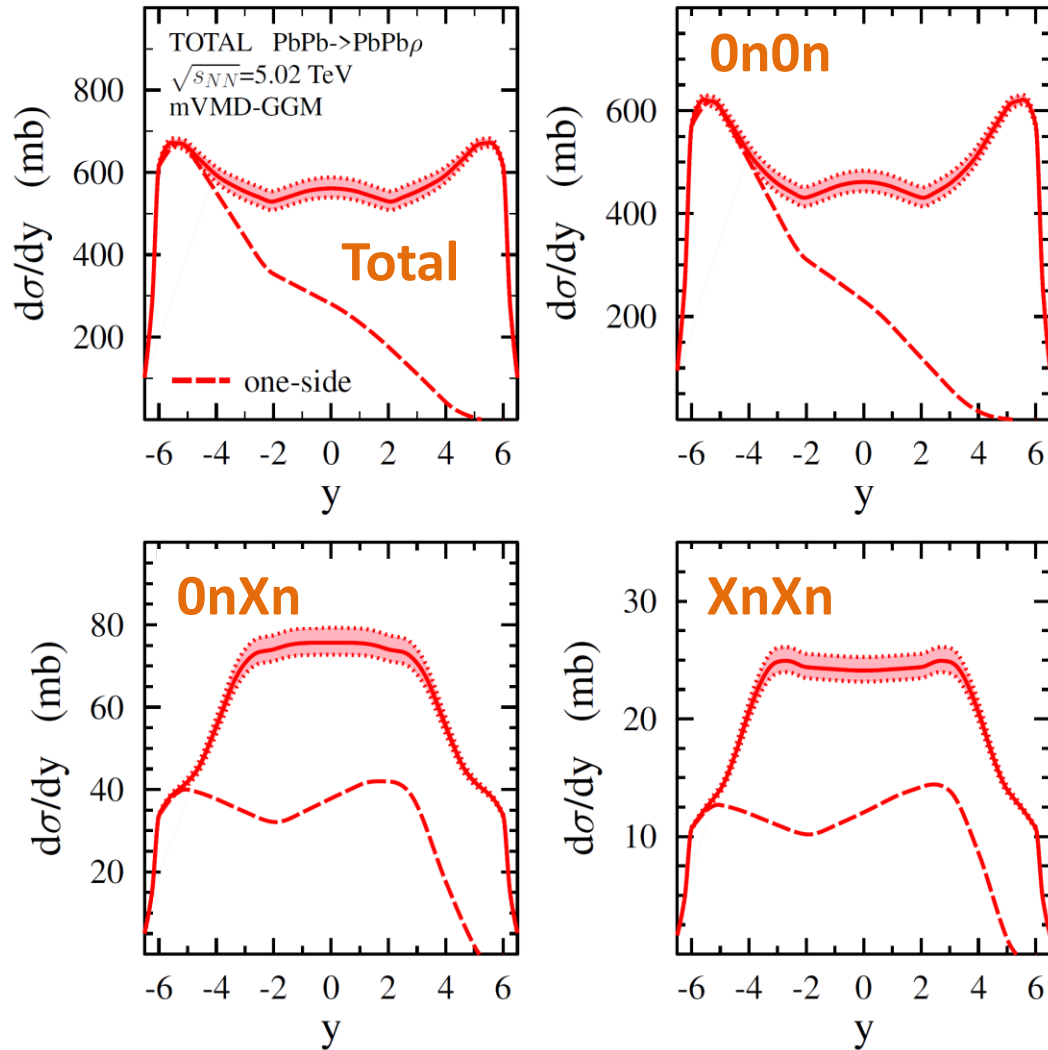 TOTAL PbPb->PbPbρ
√s_NN=5.02 TeV
mVMD-GGM
Total
one-side
800
600
400
200
dσ/dy (mb)
-6 -4 -2 0 2 4 6
y
0n0n
600
400
200
dσ/dy (mb)
-6 -4 -2 0 2 4 6
y
0nXn
80
60
40
20
dσ/dy (mb)
-6 -4 -2 0 2 4 6
y
XnXn
30
20
10
dσ/dy (mb)
-6 -4 -2 0 2 4 6
y